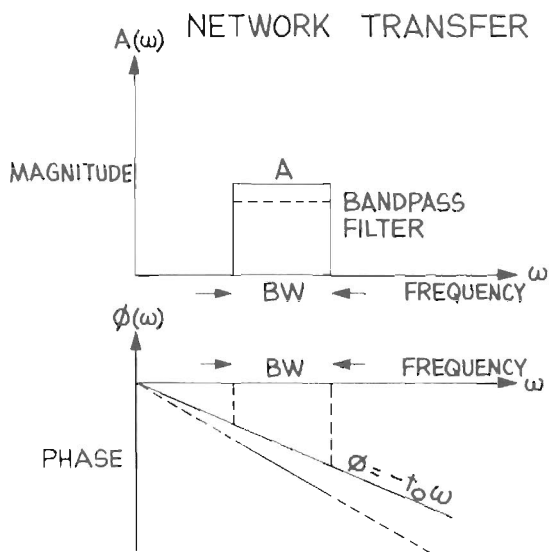 NETWORK TRANSFER
A(ω)
MAGNITUDE
A
BANDPASS
FILTER
ω
BW
FREQUENCY
ϕ(ω)
BW
FREQUENCY
ω
PHASE
ϕ = -t₀ω